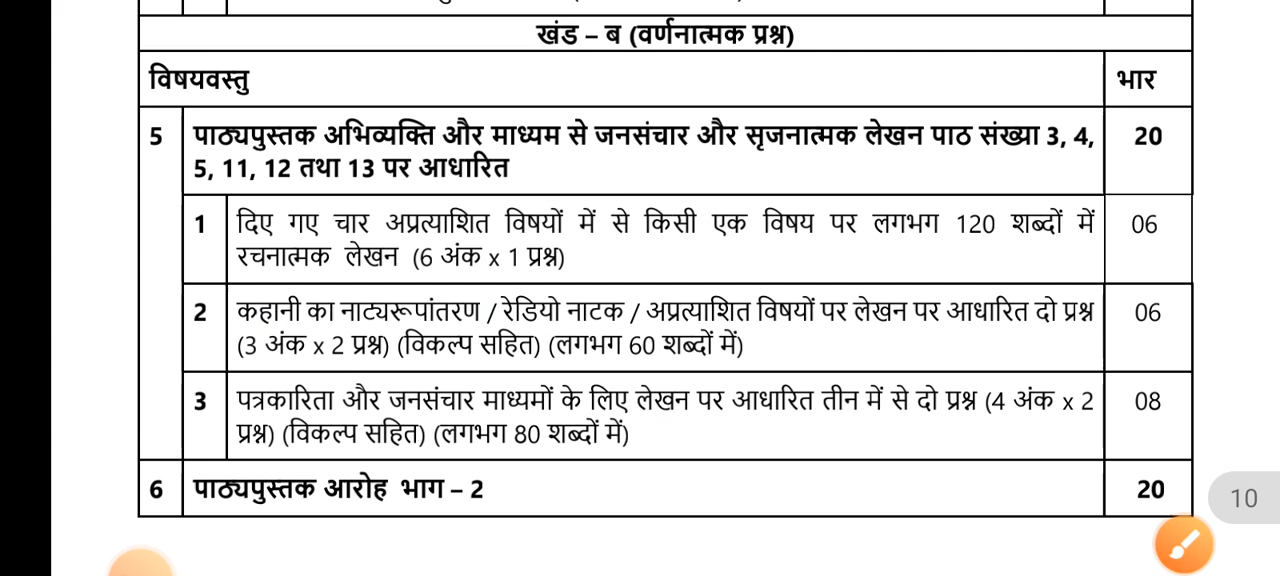 खंड – ब (वर्णनात्मक प्रश्न)
विषयवस्तु भार
5 पाठ्यपुस्तक अभिव्यक्ति और माध्यम से जनसंचार और सृजनात्मक लेखन पाठ संख्या 3, 4, 20
5, 11, 12 तथा 13 पर आधारित
1 दिए गए चार अप्रत्याशित विषयों में से किसी एक विषय पर लगभग 120 शब्दों में 06
रचनात्मक लेखन (6 अंक x 1 प्रश्न)
2 कहानी का नाट्यरूपांतरण / रेडियो नाटक / अप्रत्याशित विषयों पर लेखन पर आधारित दो प्रश्न 06
(3 अंक x 2 प्रश्न) (विकल्प सहित) (लगभग 60 शब्दों में)
3 पत्रकारिता और जनसंचार माध्यमों के लिए लेखन पर आधारित तीन में से दो प्रश्न (4 अंक x 2 08
प्रश्न) (विकल्प सहित) (लगभग 80 शब्दों में)
6 पाठ्यपुस्तक आरोह भाग – 2 20
10